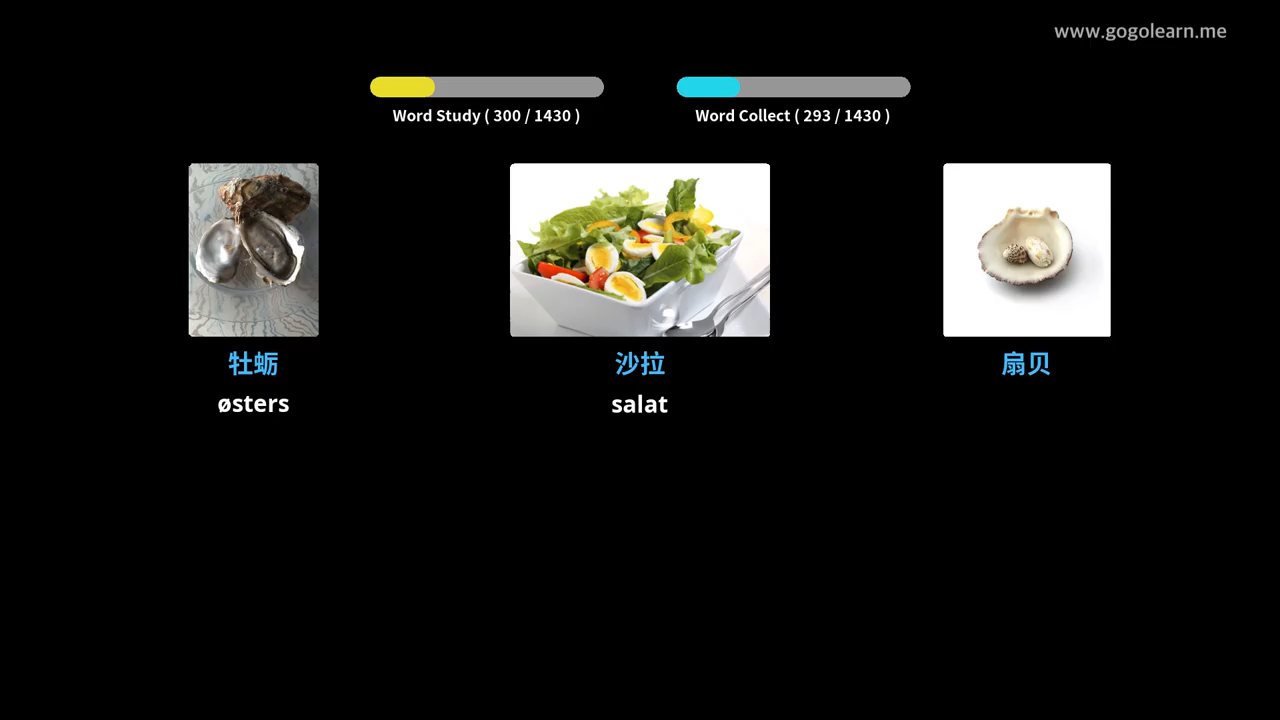 www.gogolearn.me
Word Study ( 300 / 1430 )
Word Collect ( 293 / 1430 )
牡蛎
沙拉
扇贝
østers
salat